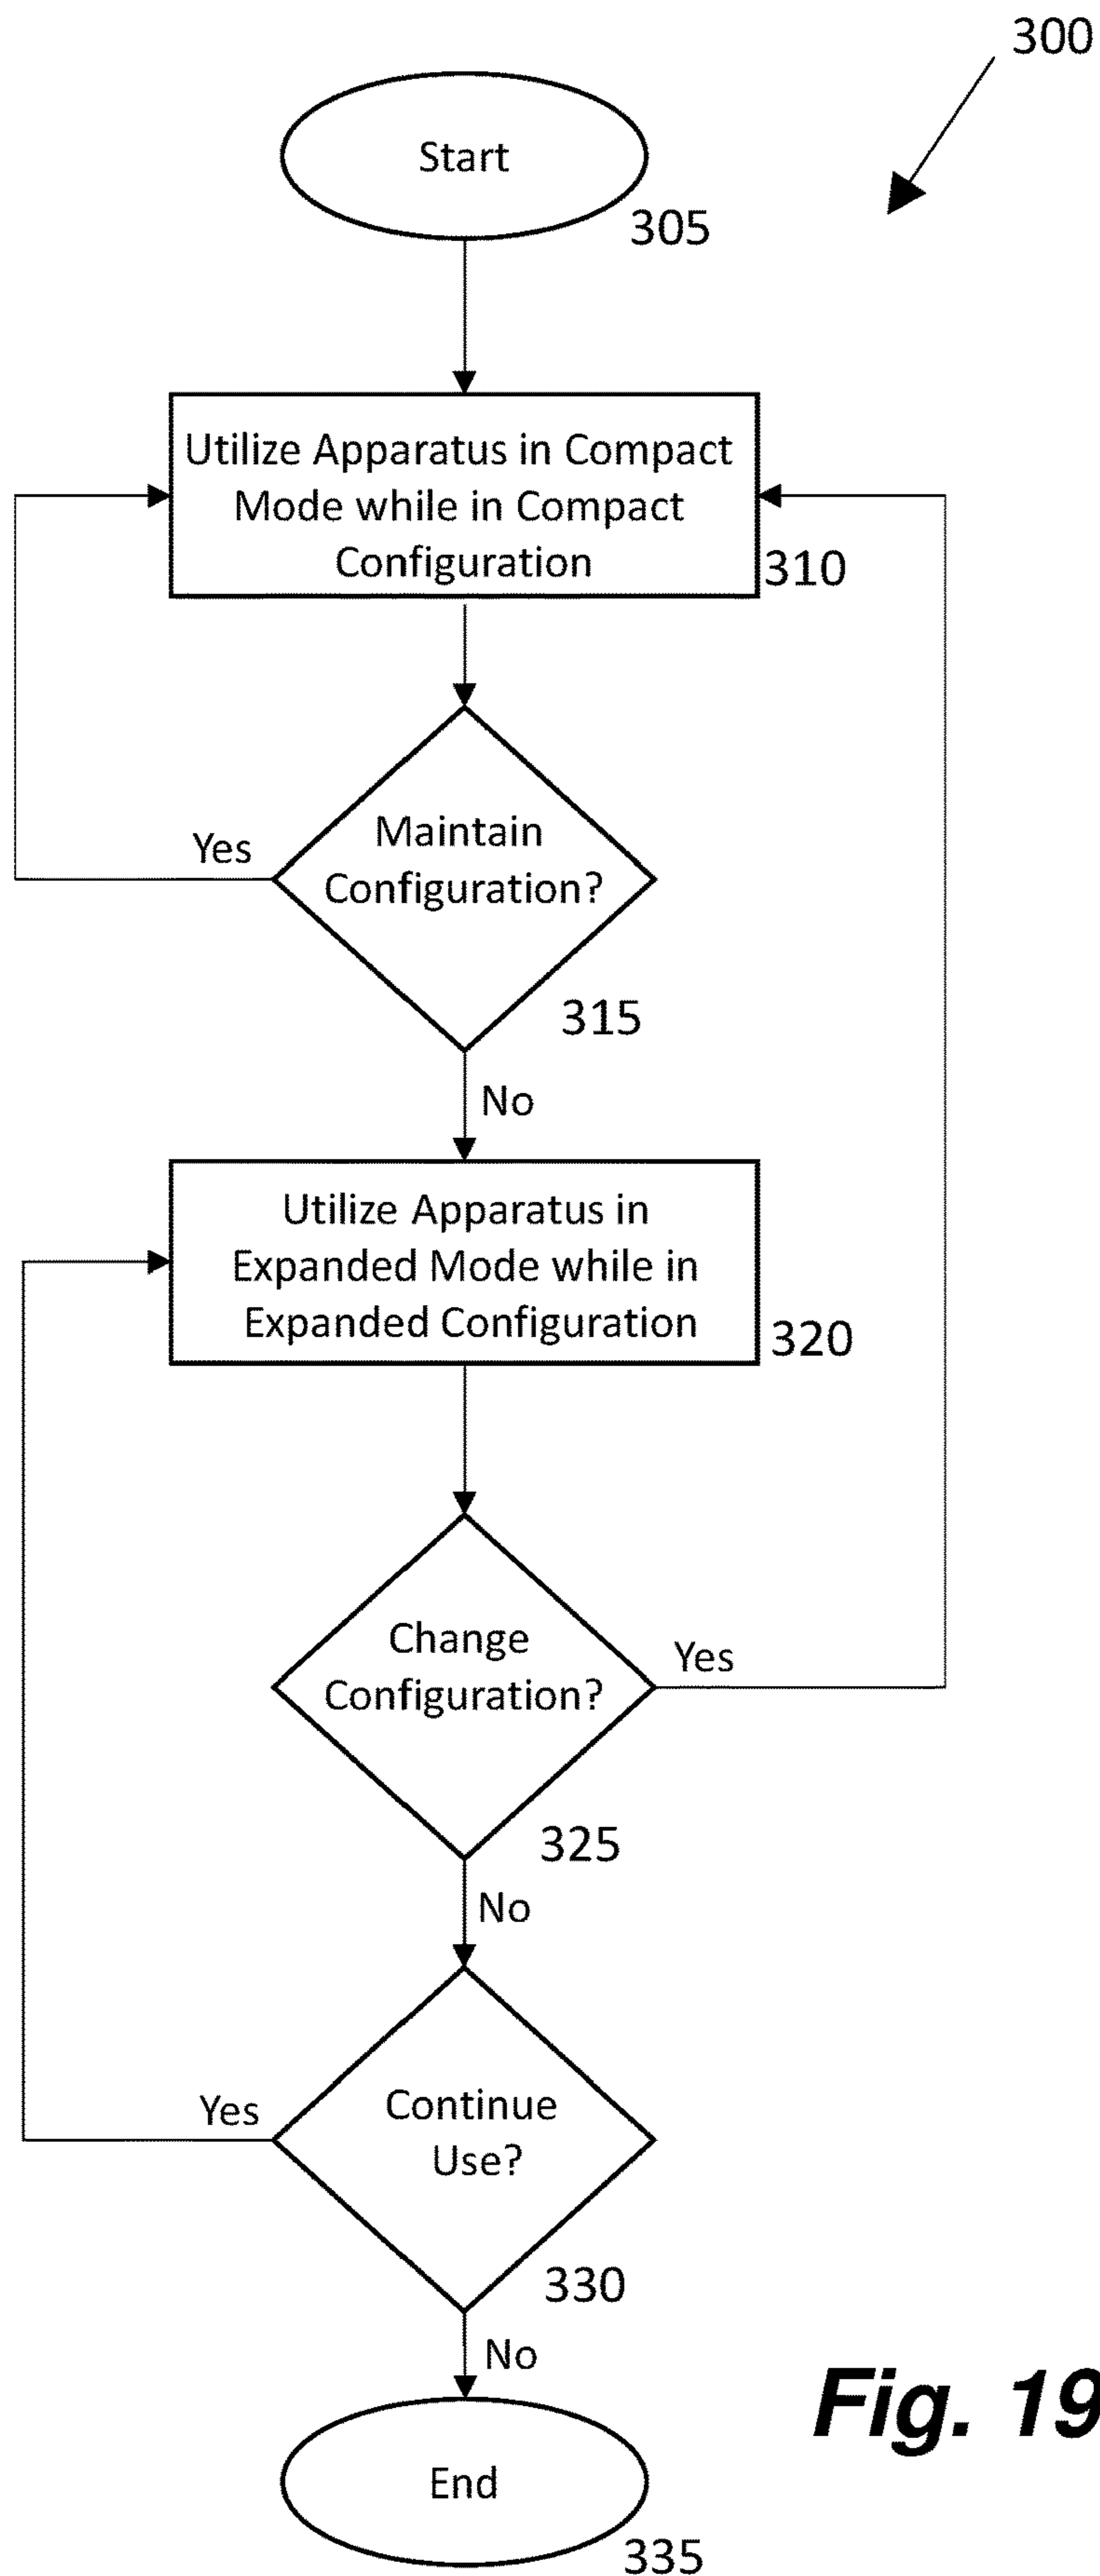 300
Start
305
Utilize Apparatus in Compact
Mode while in Compact
Configuration
310
Yes
Maintain
Configuration?
315
No
Utilize Apparatus in
Expanded Mode while in
Expanded Configuration
320
Change
Configuration?
Yes
325
No
Yes
Continue
Use?
330
No
Fig. 19
End
335